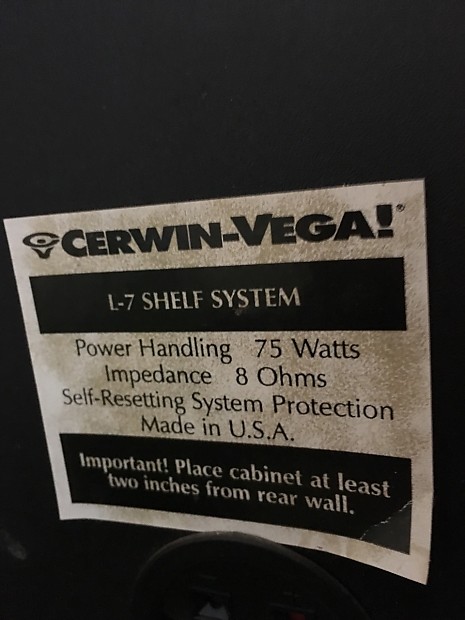 CERWIN-VEGA!®
L-7 SHELF SYSTEM
Power Handling 75 Watts
Impedance 8 Ohms
Self-Resetting System Protection
Made in U.S.A.
Important! Place cabinet at least
two inches from rear wall.